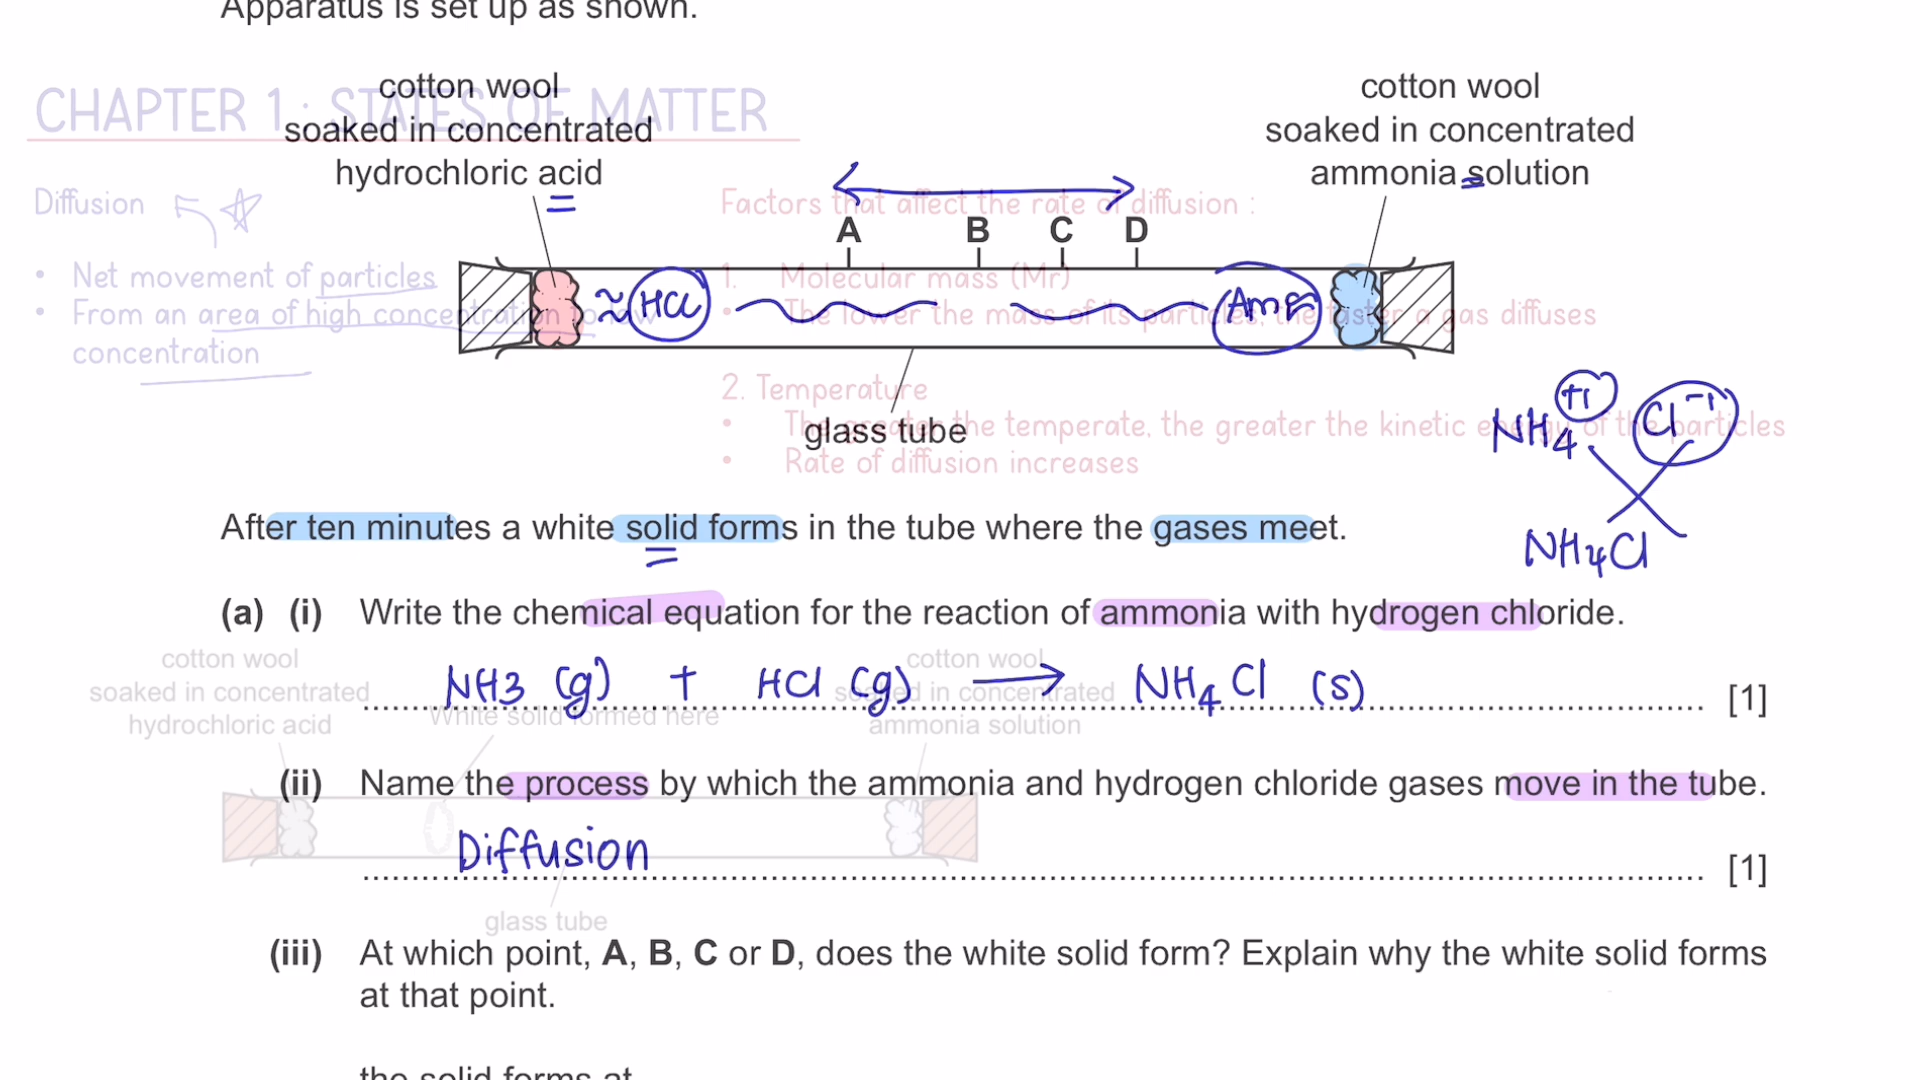 Apparatus is set up as shown.
CHAPTER 1 : STATES OF MATTER
cotton wool
soaked in concentrated
hydrochloric acid
cotton wool
soaked in concentrated
ammonia solution
Diffusion
• Net movement of particles
• From an area of high concentration to low
concentration
Factors that affect the rate of diffusion :
A B C D
1. Molecular mass (Mr)
• The lower the mass of its particles, the faster a gas diffuses
HCl
2. Temperature
• The greater the temperate, the greater the kinetic energy of the particles
• Rate of diffusion increases
glass tube
NH4 +1 Cl -1
NH4Cl
After ten minutes a white solid forms in the tube where the gases meet.
(a) (i) Write the chemical equation for the reaction of ammonia with hydrogen chloride.
NH3 (g) + HCl (g) → NH4Cl (s)
[1]
cotton wool
soaked in concentrated
hydrochloric acid
White solid formed here
cotton wool
soaked in concentrated
ammonia solution
(ii) Name the process by which the ammonia and hydrogen chloride gases move in the tube.
Diffusion
[1]
glass tube
(iii) At which point, A, B, C or D, does the white solid form? Explain why the white solid forms
at that point.
the solid forms at